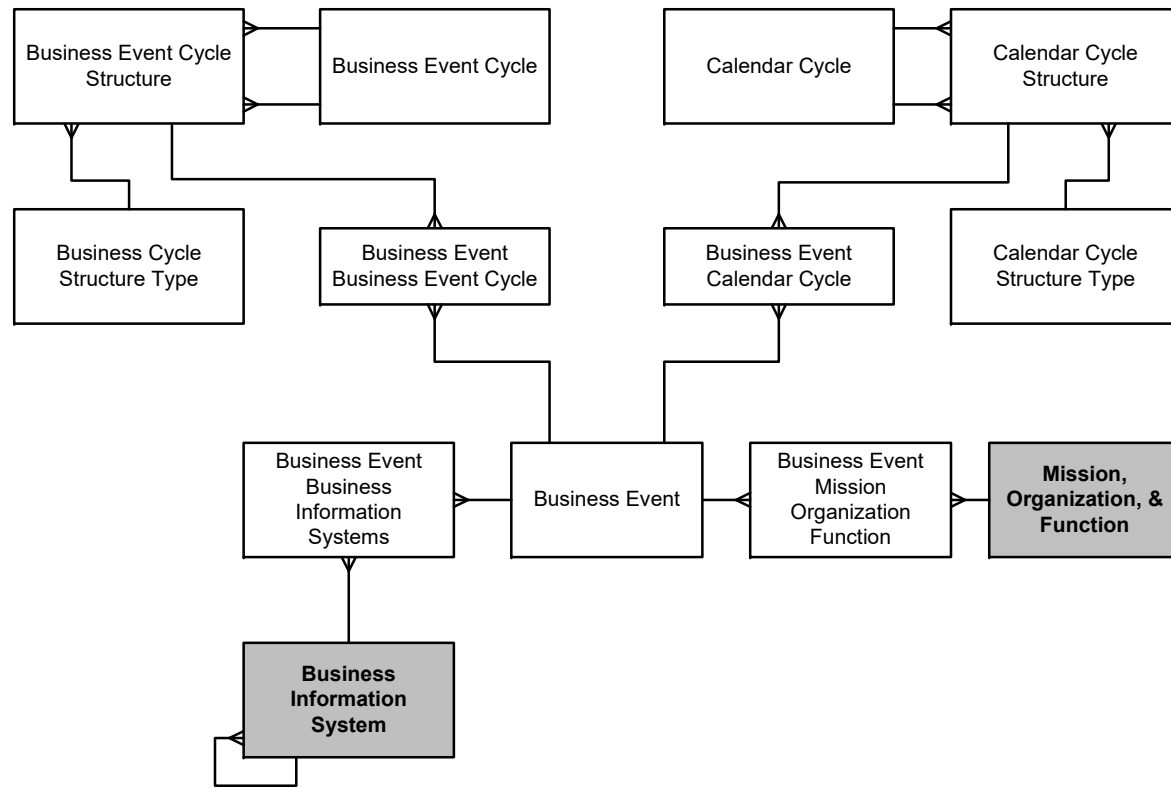 Business Event Cycle
Structure
Business Event Cycle
Calendar Cycle
Calendar Cycle
Structure
Business Cycle
Structure Type
Business Event
Business Event Cycle
Business Event
Calendar Cycle
Calendar Cycle
Structure Type
Business Event
Business
Information
Systems
Business Event
Business Event
Mission
Organization
Function
Mission,
Organization, &
Function
Business
Information
System